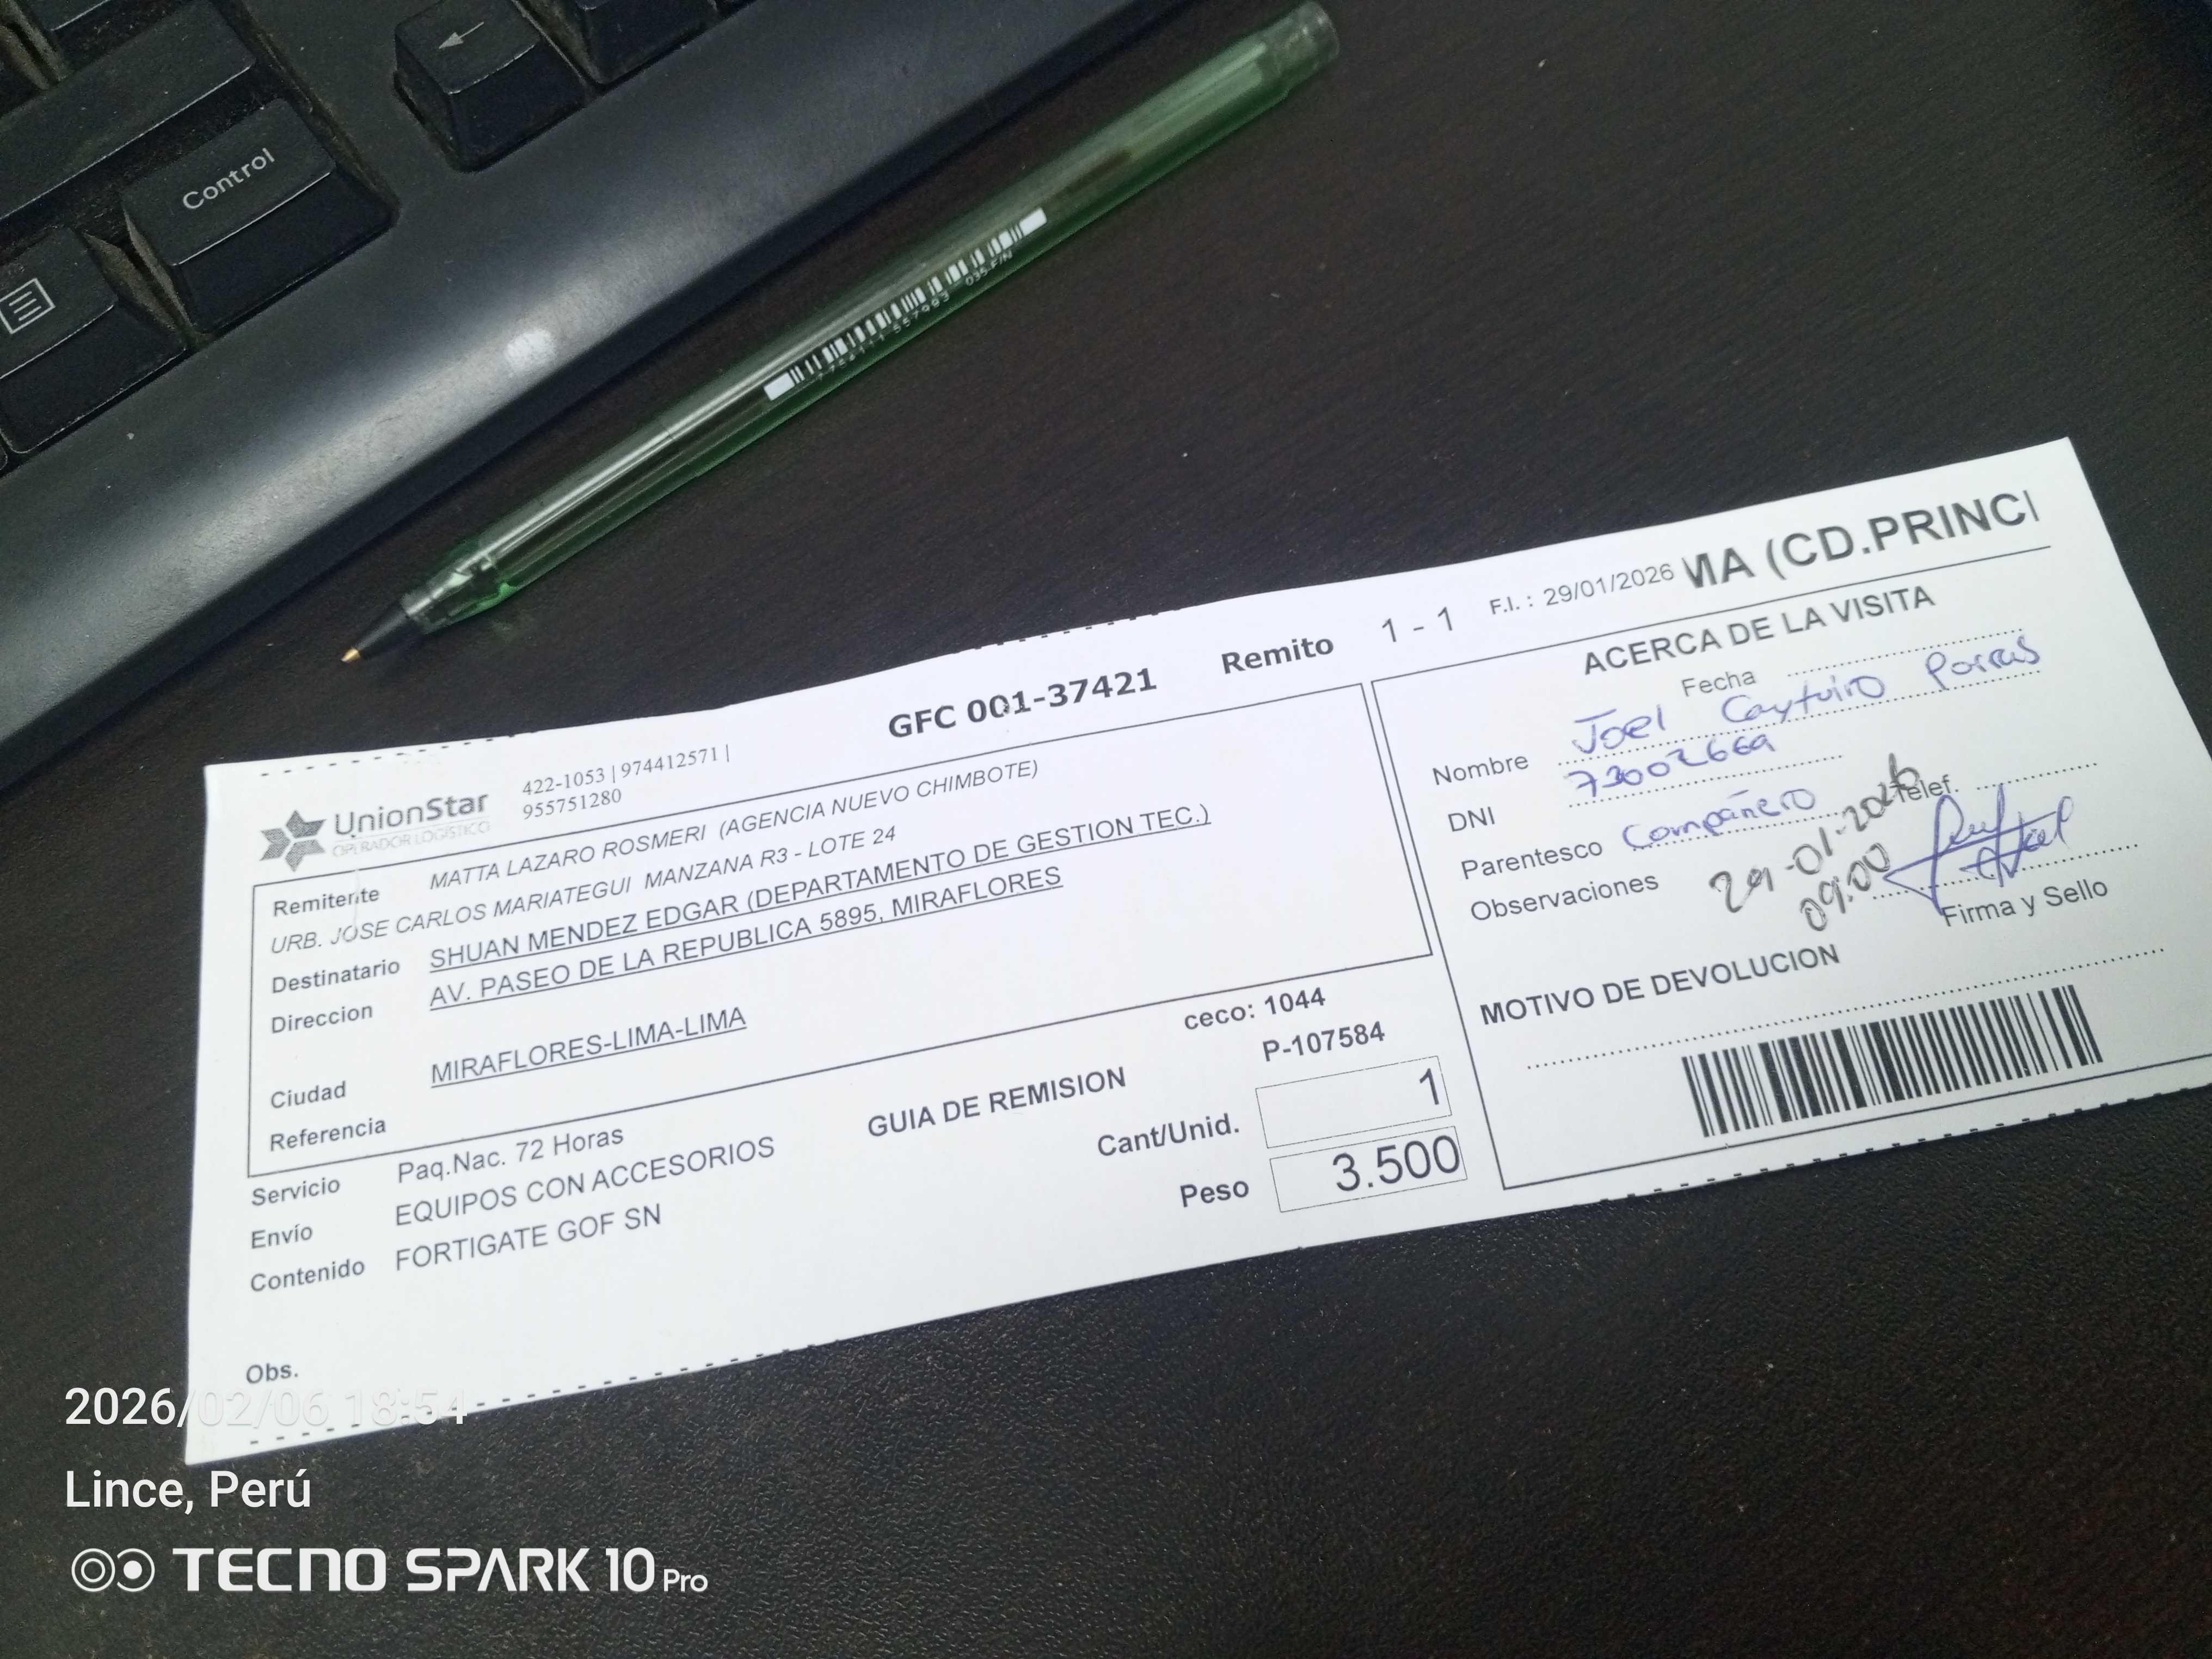 Control
7754111 557993 035-F/N
UnionStar
OPERADOR LOGÍSTICO
422-1053 | 974412571 |
955751280
GFC 001-37421
Remito 1 - 1
F.I. : 29/01/2026
MA (CD.PRINCI
Remitente MATTA LAZARO ROSMERI (AGENCIA NUEVO CHIMBOTE)
URB. JOSE CARLOS MARIATEGUI MANZANA R3 - LOTE 24
Destinatario SHUAN MENDEZ EDGAR (DEPARTAMENTO DE GESTION TEC.)
Direccion AV. PASEO DE LA REPUBLICA 5895, MIRAFLORES
Ciudad MIRAFLORES-LIMA-LIMA
Referencia
Servicio Paq.Nac. 72 Horas
Envío EQUIPOS CON ACCESORIOS
Contenido FORTIGATE GOF SN
Obs.
GUIA DE REMISION
ceco: 1044
P-107584
Cant/Unid. 1
Peso 3.500
ACERCA DE LA VISITA
Fecha
Nombre Joel Cayturo Porras
DNI 73002669
Telef.
Parentesco Compañero
Observaciones 29-01-2026
09:00
Firma y Sello
MOTIVO DE DEVOLUCION
2026/02/06 18:54
Lince, Perú
TECNO SPARK 10 Pro